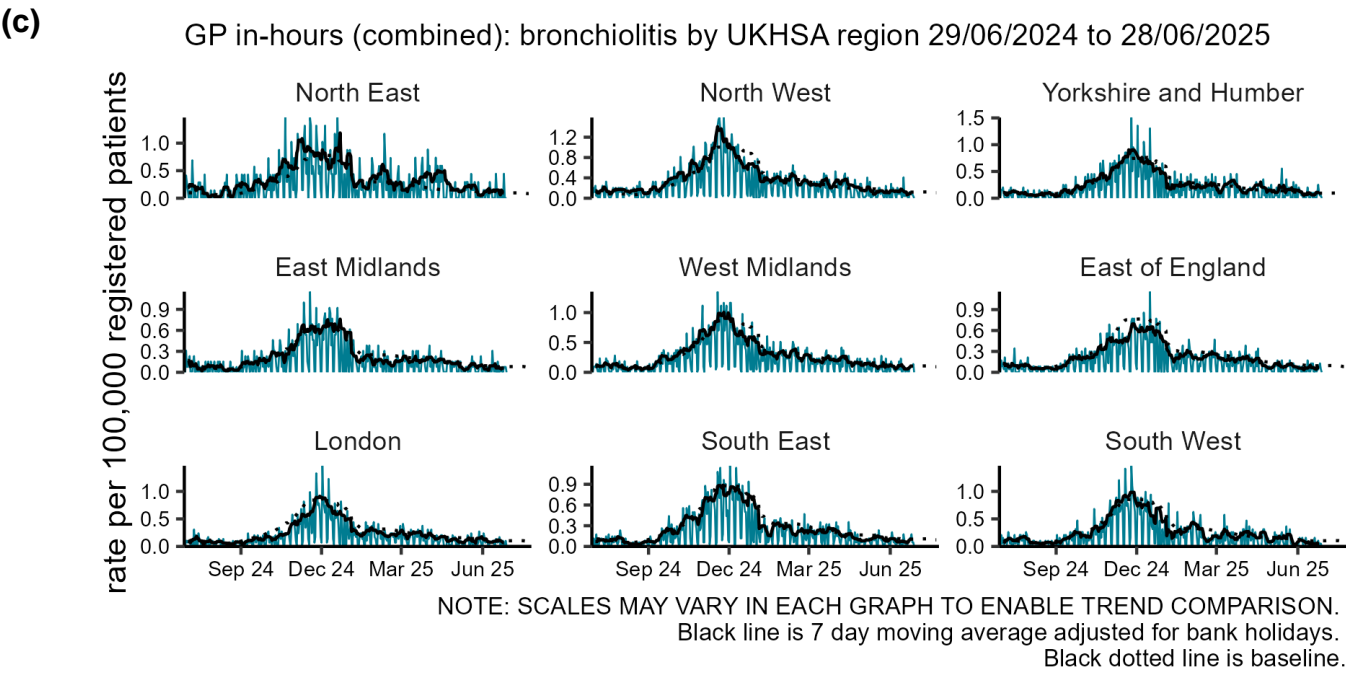 (c)
GP in-hours (combined): bronchiolitis by UKHSA region 29/06/2024 to 28/06/2025
rate per 100,000 registered patients
North East
1.0
0.5
0.0
North West
1.2
0.8
0.4
0.0
Yorkshire and Humber
1.5
1.0
0.5
0.0
East Midlands
0.9
0.6
0.3
0.0
West Midlands
1.0
0.5
0.0
East of England
0.9
0.6
0.3
0.0
London
1.0
0.5
0.0
Sep 24 Dec 24 Mar 25 Jun 25
South East
0.9
0.6
0.3
0.0
Sep 24 Dec 24 Mar 25 Jun 25
South West
1.0
0.5
0.0
Sep 24 Dec 24 Mar 25 Jun 25
NOTE: SCALES MAY VARY IN EACH GRAPH TO ENABLE TREND COMPARISON.
Black line is 7 day moving average adjusted for bank holidays.
Black dotted line is baseline.